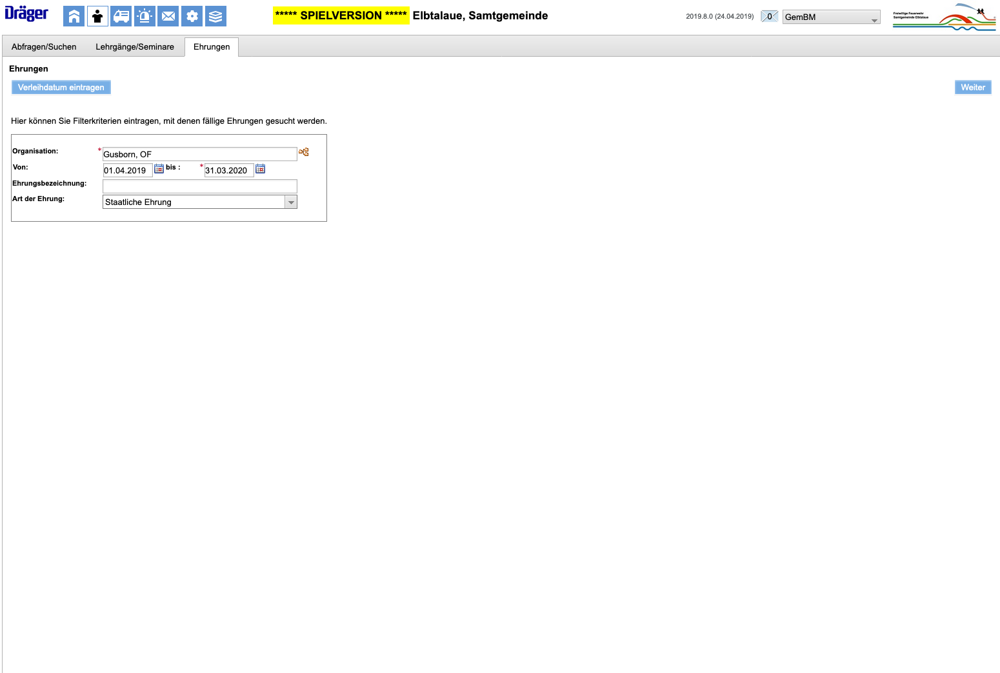 Dräger
***** SPIELVERSION ***** Elbtalaue, Samtgemeinde
2019.8.0 (24.04.2019)
0
GemBM
Freiwillige Feuerwehr
Samtgemeinde Elbtalaue
Abfragen/Suchen
Lehrgänge/Seminare
Ehrungen
Ehrungen
Verleihdatum eintragen
Weiter
Hier können Sie Filterkriterien eintragen, mit denen fällige Ehrungen gesucht werden.
Organisation: * Gusborn, OF
Von: 01.04.2019 bis : * 31.03.2020
Ehrungsbezeichnung:
Art der Ehrung: Staatliche Ehrung